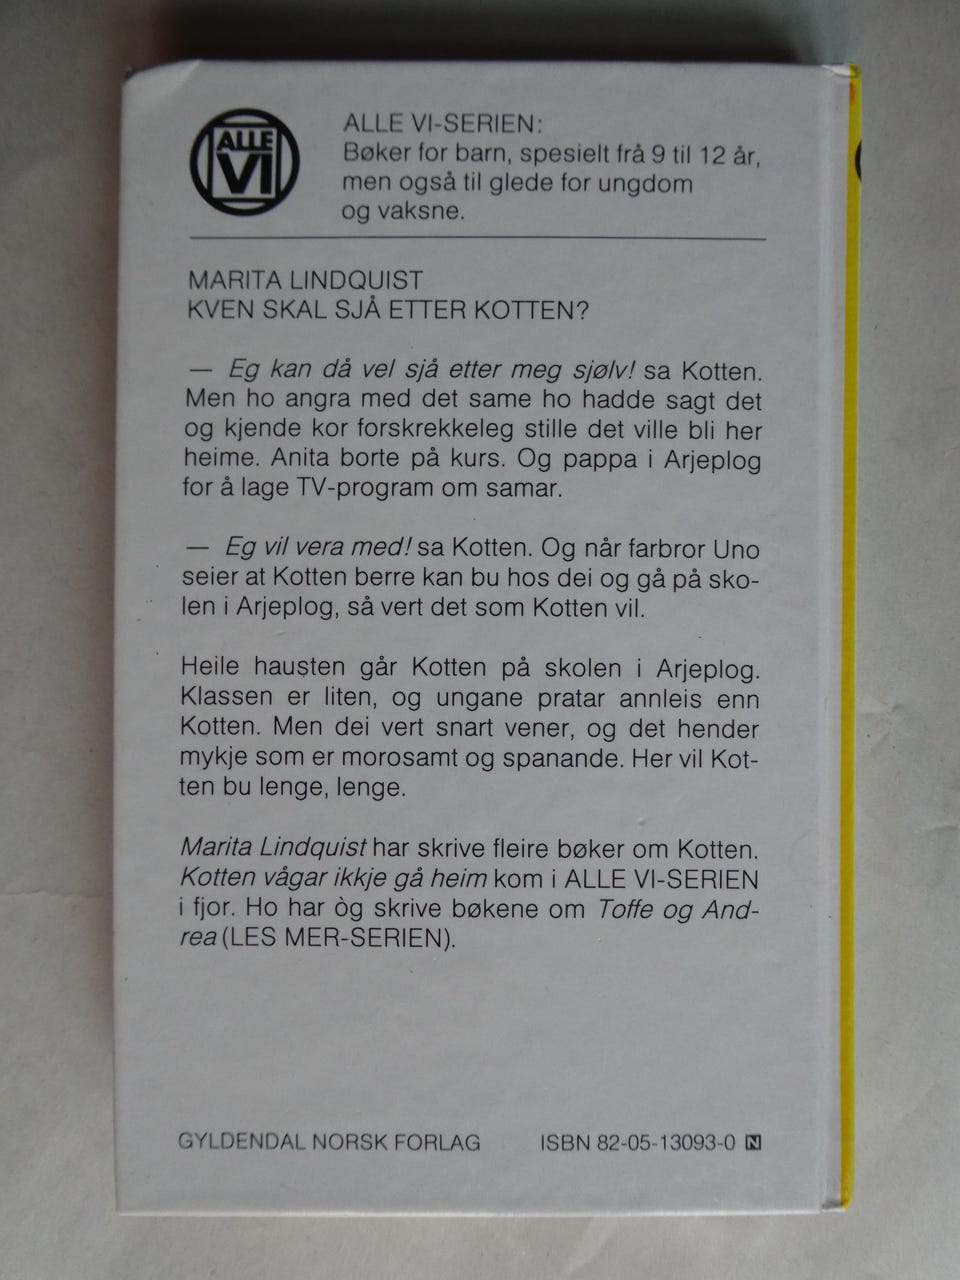 ALLE
VI
ALLE VI-SERIEN:
Bøker for barn, spesielt frå 9 til 12 år,
men også til glede for ungdom
og vaksne.
MARITA LINDQUIST
KVEN SKAL SJÅ ETTER KOTTEN?
— Eg kan då vel sjå etter meg sjølv! sa Kotten.
Men ho angra med det same ho hadde sagt det
og kjende kor forskrekkeleg stille det ville bli her
heime. Anita borte på kurs. Og pappa i Arjeplog
for å lage TV-program om samar.
— Eg vil vera med! sa Kotten. Og når farbror Uno
seier at Kotten berre kan bu hos dei og gå på sko-
len i Arjeplog, så vert det som Kotten vil.
Heile hausten går Kotten på skolen i Arjeplog.
Klassen er liten, og ungane pratar annleis enn
Kotten. Men dei vert snart vener, og det hender
mykje som er morosamt og spanande. Her vil Kot-
ten bu lenge, lenge.
Marita Lindquist har skrive fleire bøker om Kotten.
Kotten vågar ikkje gå heim kom i ALLE VI-SERIEN
i fjor. Ho har òg skrive bøkene om Toffe og And-
rea (LES MER-SERIEN).
GYLDENDAL NORSK FORLAG ISBN 82-05-13093-0 N